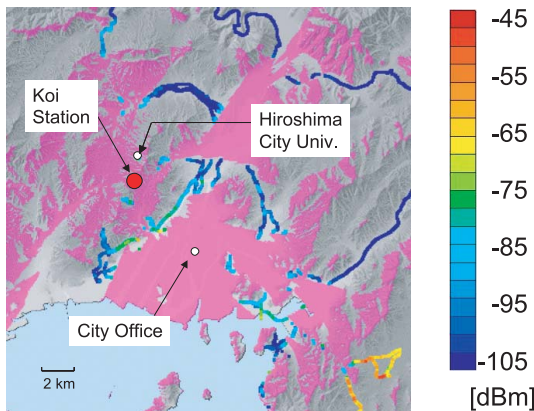 Koi
Station
Hiroshima
City Univ.
City Office
2 km
-45
-55
-65
-75
-85
-95
-105
[dBm]